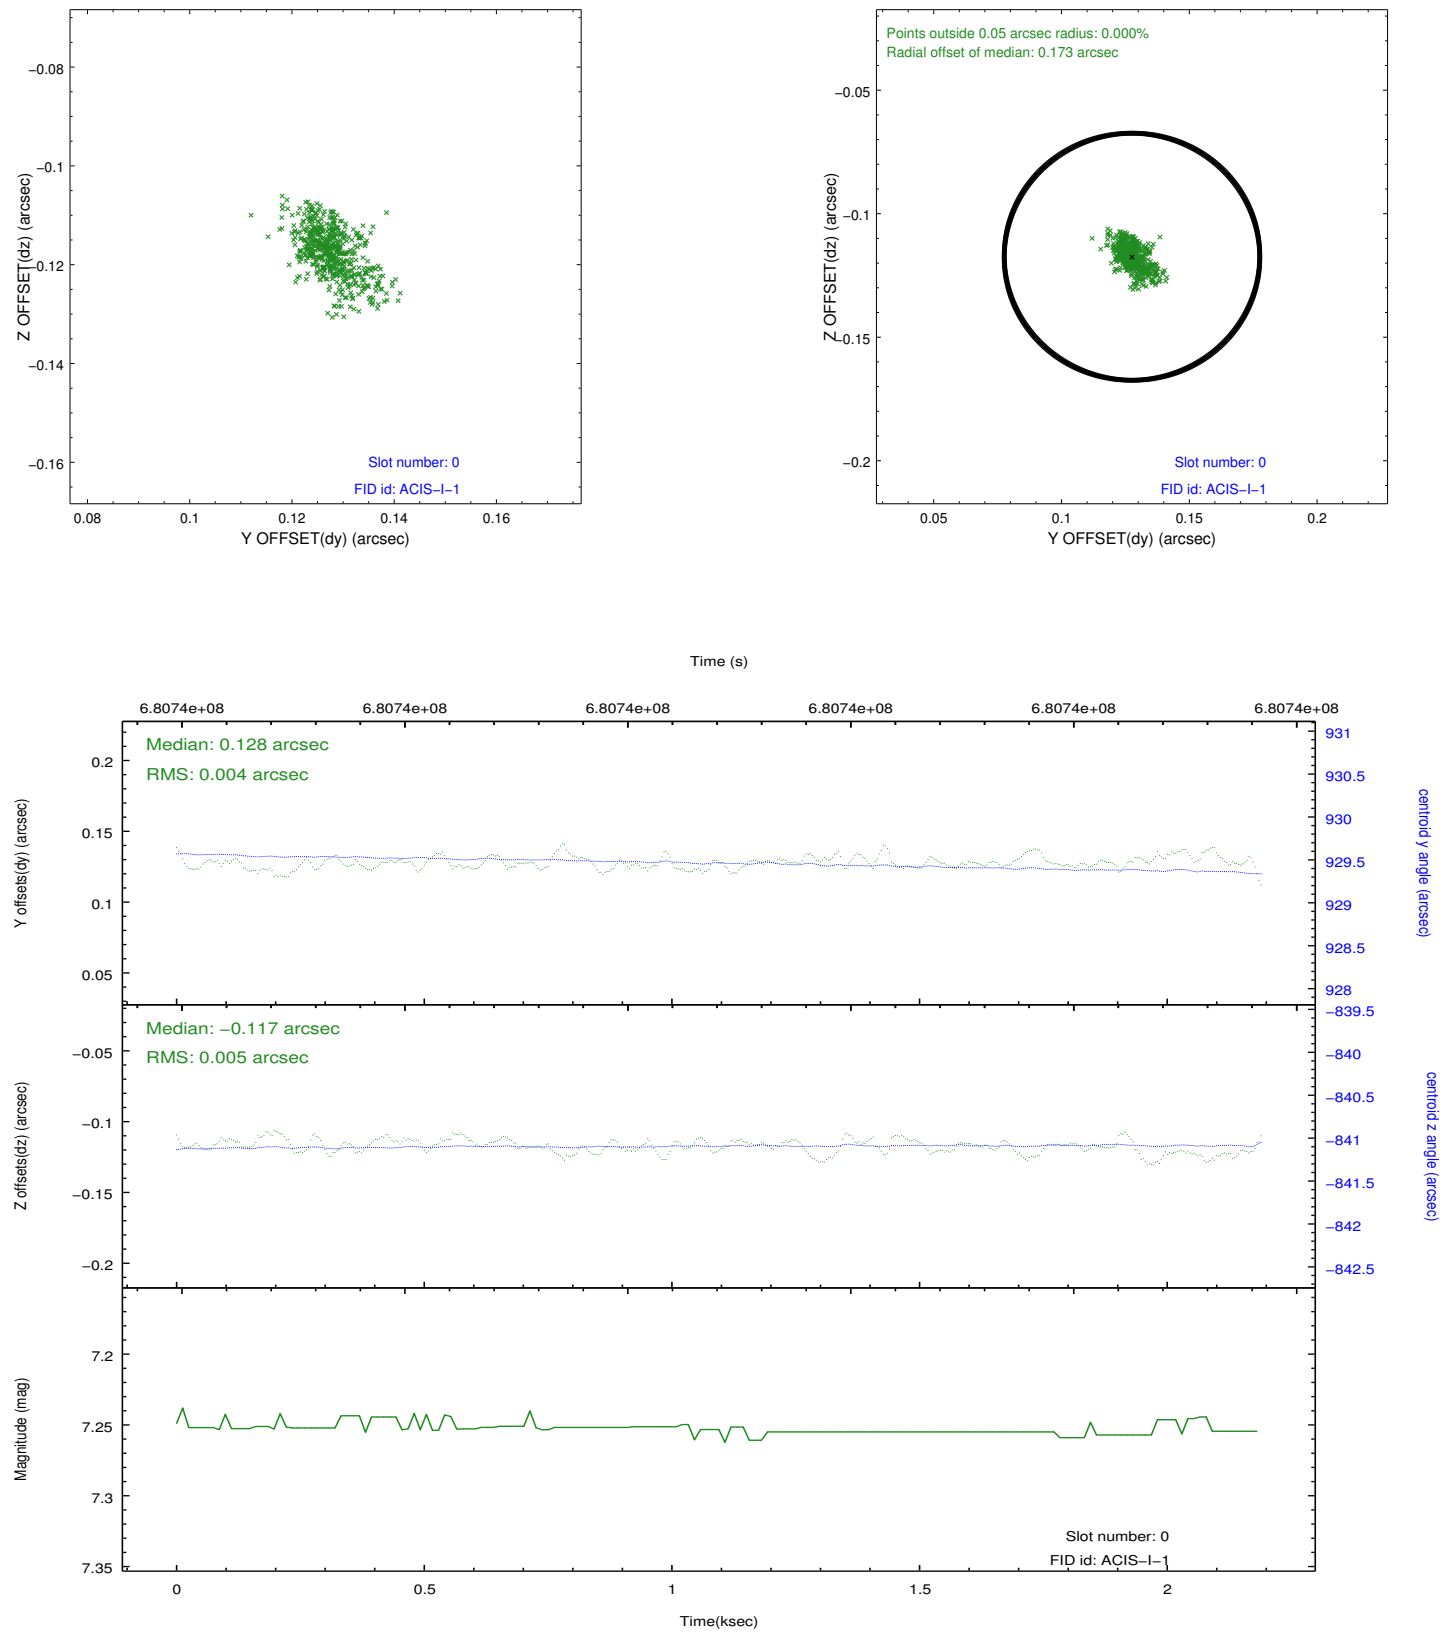 −0.08
−0.1
−0.12
−0.14
−0.16
Z OFFSET(dz) (arcsec)
Slot number: 0
FID id: ACIS−I−1
0.08
0.1
0.12
0.14
0.16
Y OFFSET(dy) (arcsec)
Points outside 0.05 arcsec radius: 0.000%
Radial offset of median: 0.173 arcsec
−0.05
−0.1
−0.15
−0.2
Z OFFSET(dz) (arcsec)
Slot number: 0
FID id: ACIS−I−1
0.05
0.1
0.15
0.2
Y OFFSET(dy) (arcsec)
Time (s)
6.8074e+08
6.8074e+08
6.8074e+08
6.8074e+08
6.8074e+08
6.8074e+08
Median: 0.128 arcsec
RMS: 0.004 arcsec
0.2
0.15
0.1
0.05
Y offsets(dy) (arcsec)
931
930.5
930
929.5
929
928.5
928
centroid y angle (arcsec)
Median: −0.117 arcsec
RMS: 0.005 arcsec
−0.05
−0.1
−0.15
−0.2
Z offsets(dz) (arcsec)
−839.5
−840
−840.5
−841
−841.5
−842
−842.5
centroid z angle (arcsec)
7.2
7.25
7.3
7.35
Magnitude (mag)
Slot number: 0
FID id: ACIS−I−1
0
0.5
1
1.5
2
Time(ksec)